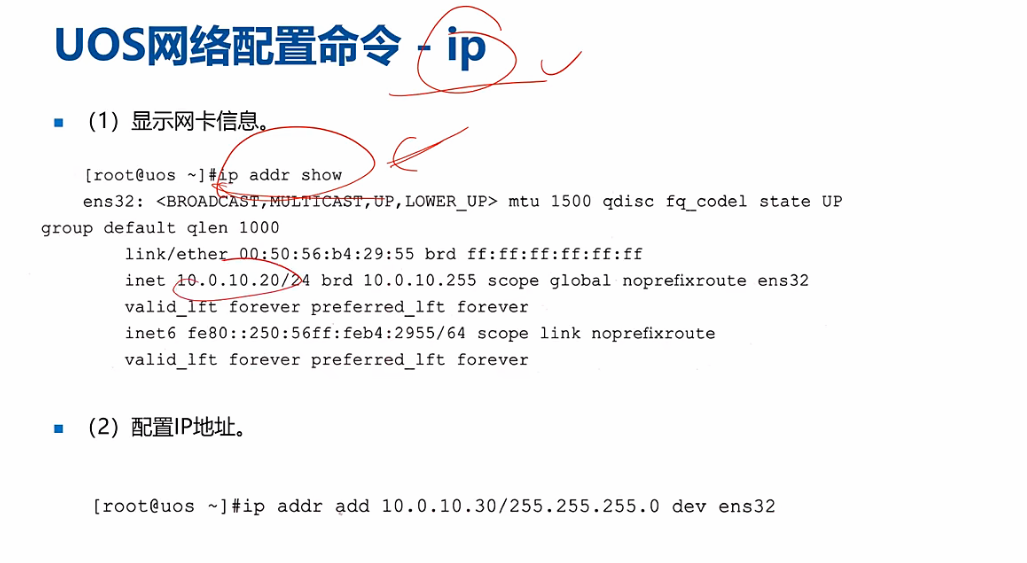 UOS网络配置命令 - ip
（1）显示网卡信息。
[root@uos ~]#ip addr show
ens32: <BROADCAST,MULTICAST,UP,LOWER_UP> mtu 1500 qdisc fq_codel state UP
group default qlen 1000
link/ether 00:50:56:b4:29:55 brd ff:ff:ff:ff:ff:ff
inet 10.0.10.20/24 brd 10.0.10.255 scope global noprefixroute ens32
valid_lft forever preferred_lft forever
inet6 fe80::250:56ff:feb4:2955/64 scope link noprefixroute
valid_lft forever preferred_lft forever
（2）配置IP地址。
[root@uos ~]#ip addr add 10.0.10.30/255.255.255.0 dev ens32